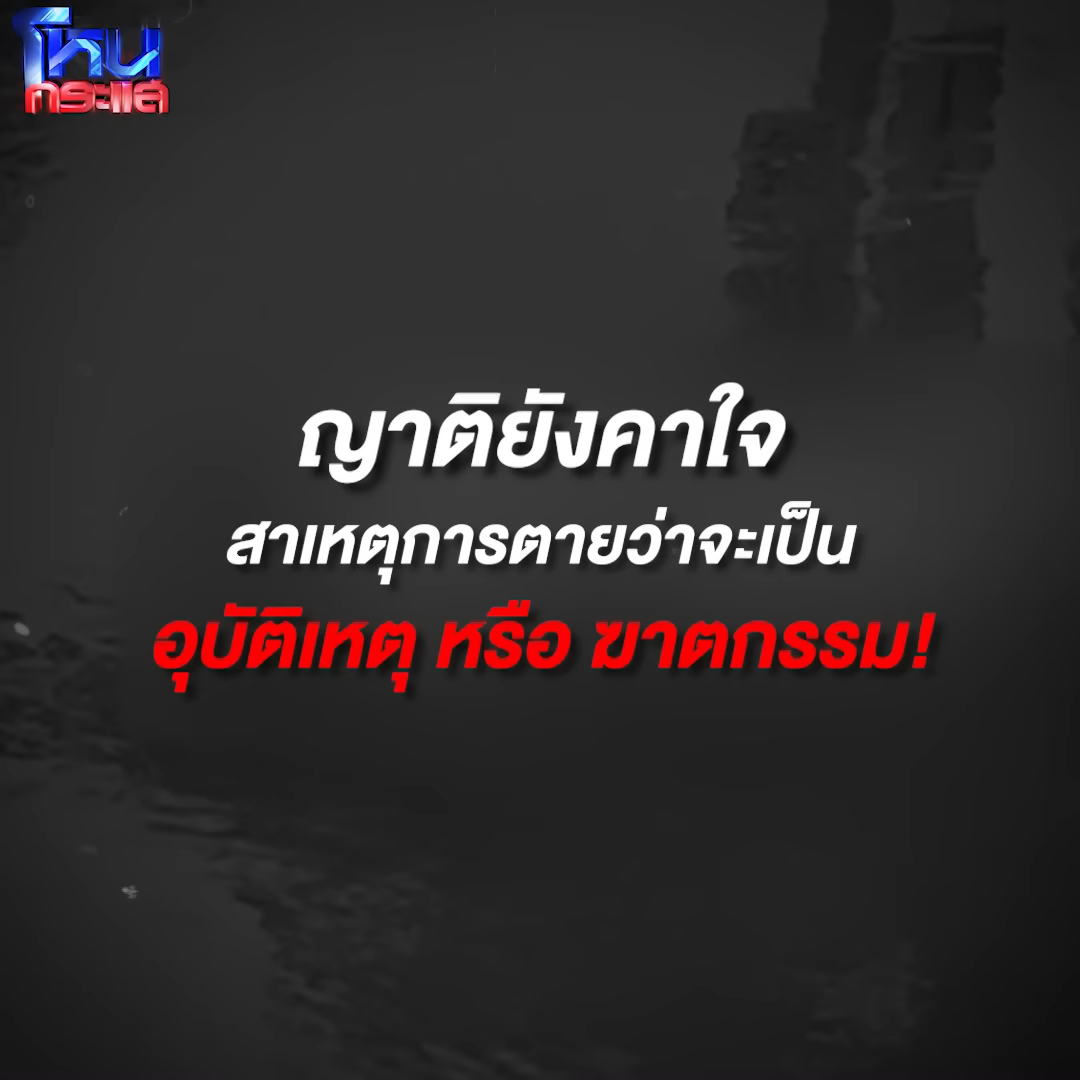 โหน
กระแส
ญาติยังคาใจ
สาเหตุการตายว่าจะเป็น
อุบัติเหตุ หรือ ฆาตกรรม!